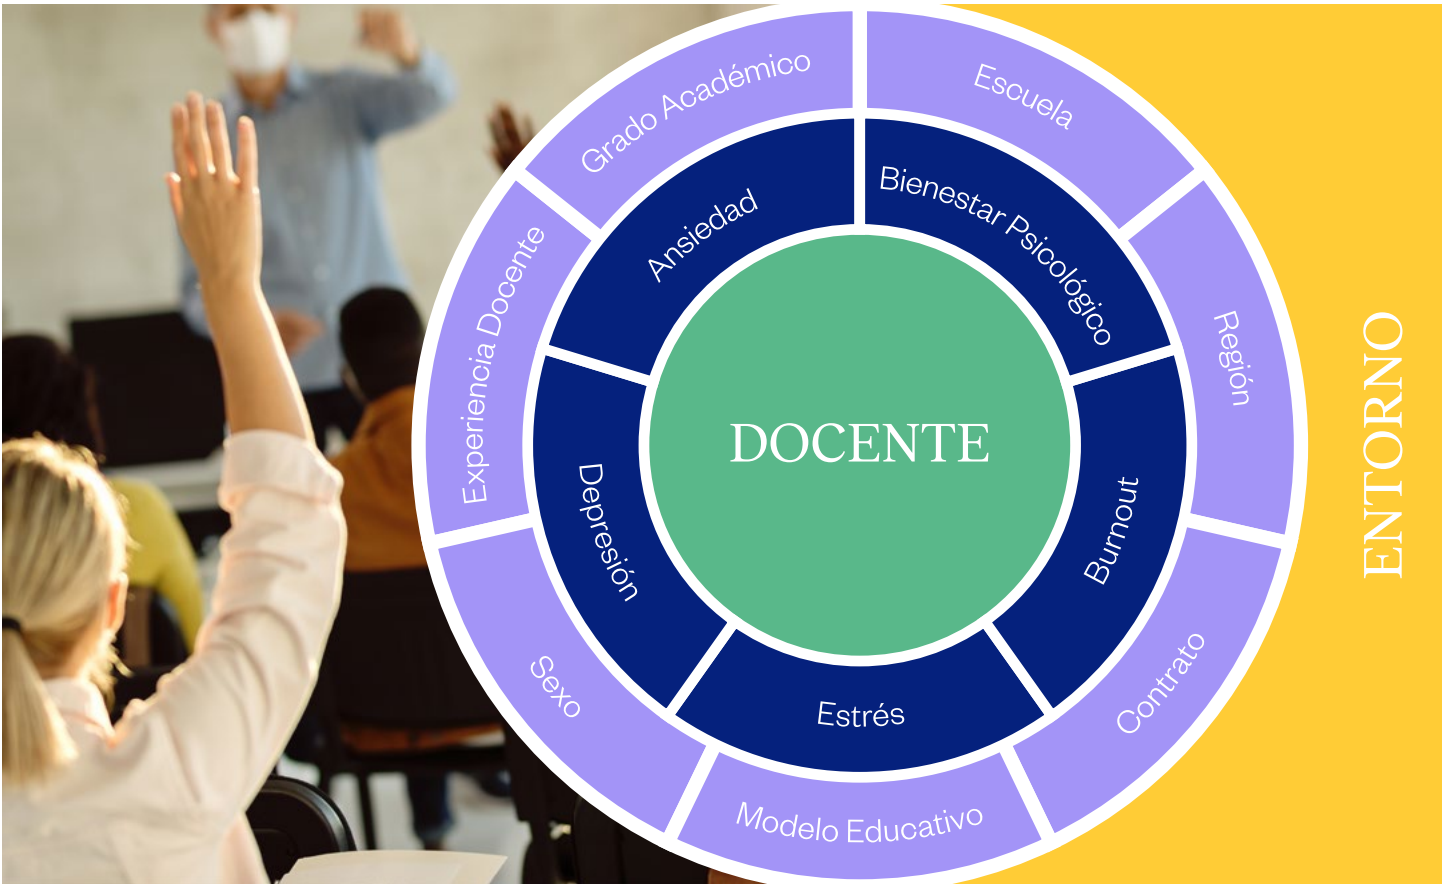 Grado Académico
Escuela
Región
Contrato
Modelo Educativo
Sexo
Experiencia Docente
Ansiedad
Bienestar Psicológico
Burnout
Estrés
Depresión
DOCENTE
ENTORNO